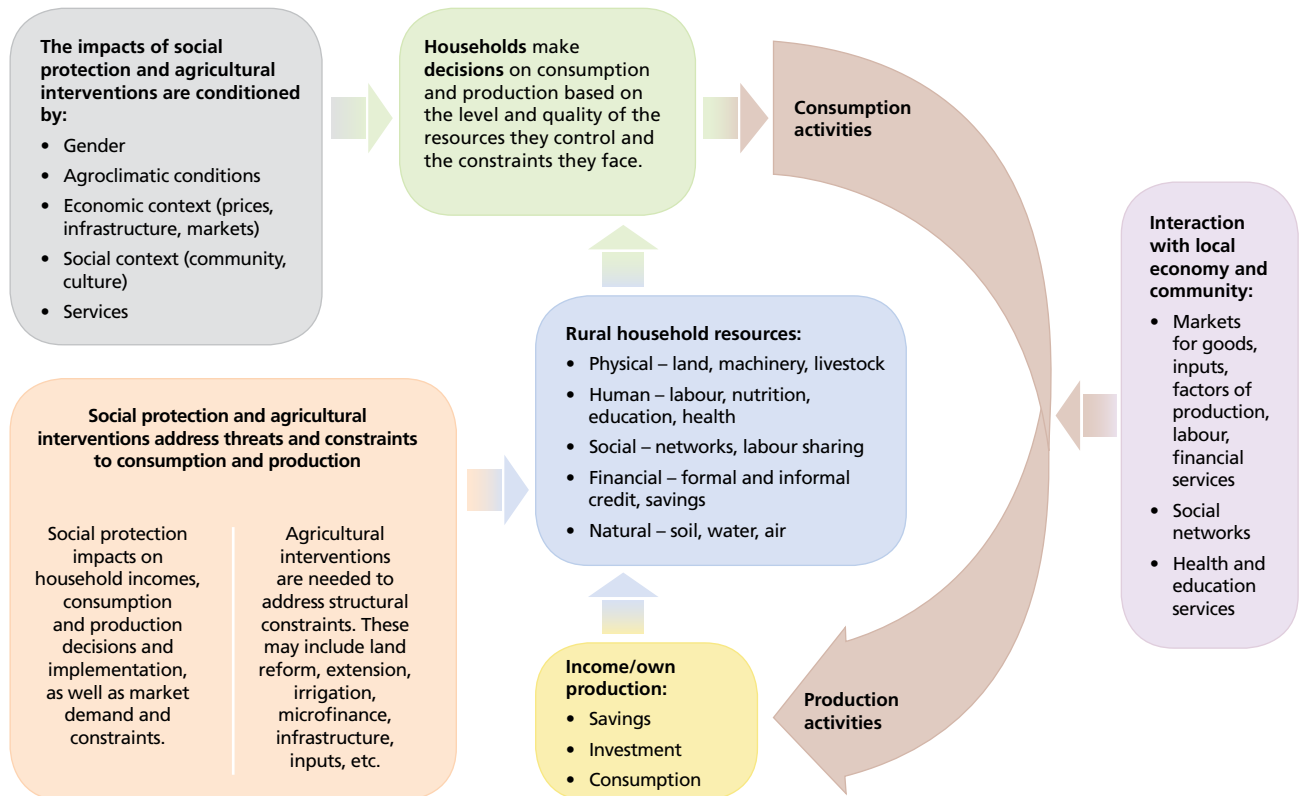 The impacts of social
protection and agricultural
interventions are conditioned
by:
• Gender
• Agroclimatic conditions
• Economic context (prices,
infrastructure, markets)
• Social context (community,
culture)
• Services
Households make
decisions on consumption
and production based on
the level and quality of the
resources they control and
the constraints they face.
Consumption
activities
Interaction
with local
economy and
community:
• Markets
for goods,
inputs,
factors of
production,
labour,
financial
services
• Social
networks
• Health and
education
services
Rural household resources:
• Physical – land, machinery, livestock
• Human – labour, nutrition,
education, health
• Social – networks, labour sharing
• Financial – formal and informal
credit, savings
• Natural – soil, water, air
Social protection and agricultural
interventions address threats and constraints
to consumption and production
Social protection
impacts on
household incomes,
consumption
and production
decisions and
implementation,
as well as market
demand and
constraints.
Agricultural
interventions
are needed to
address structural
constraints. These
may include land
reform, extension,
irrigation,
microfinance,
infrastructure,
inputs, etc.
Income/own
production:
• Savings
• Investment
• Consumption
Production
activities